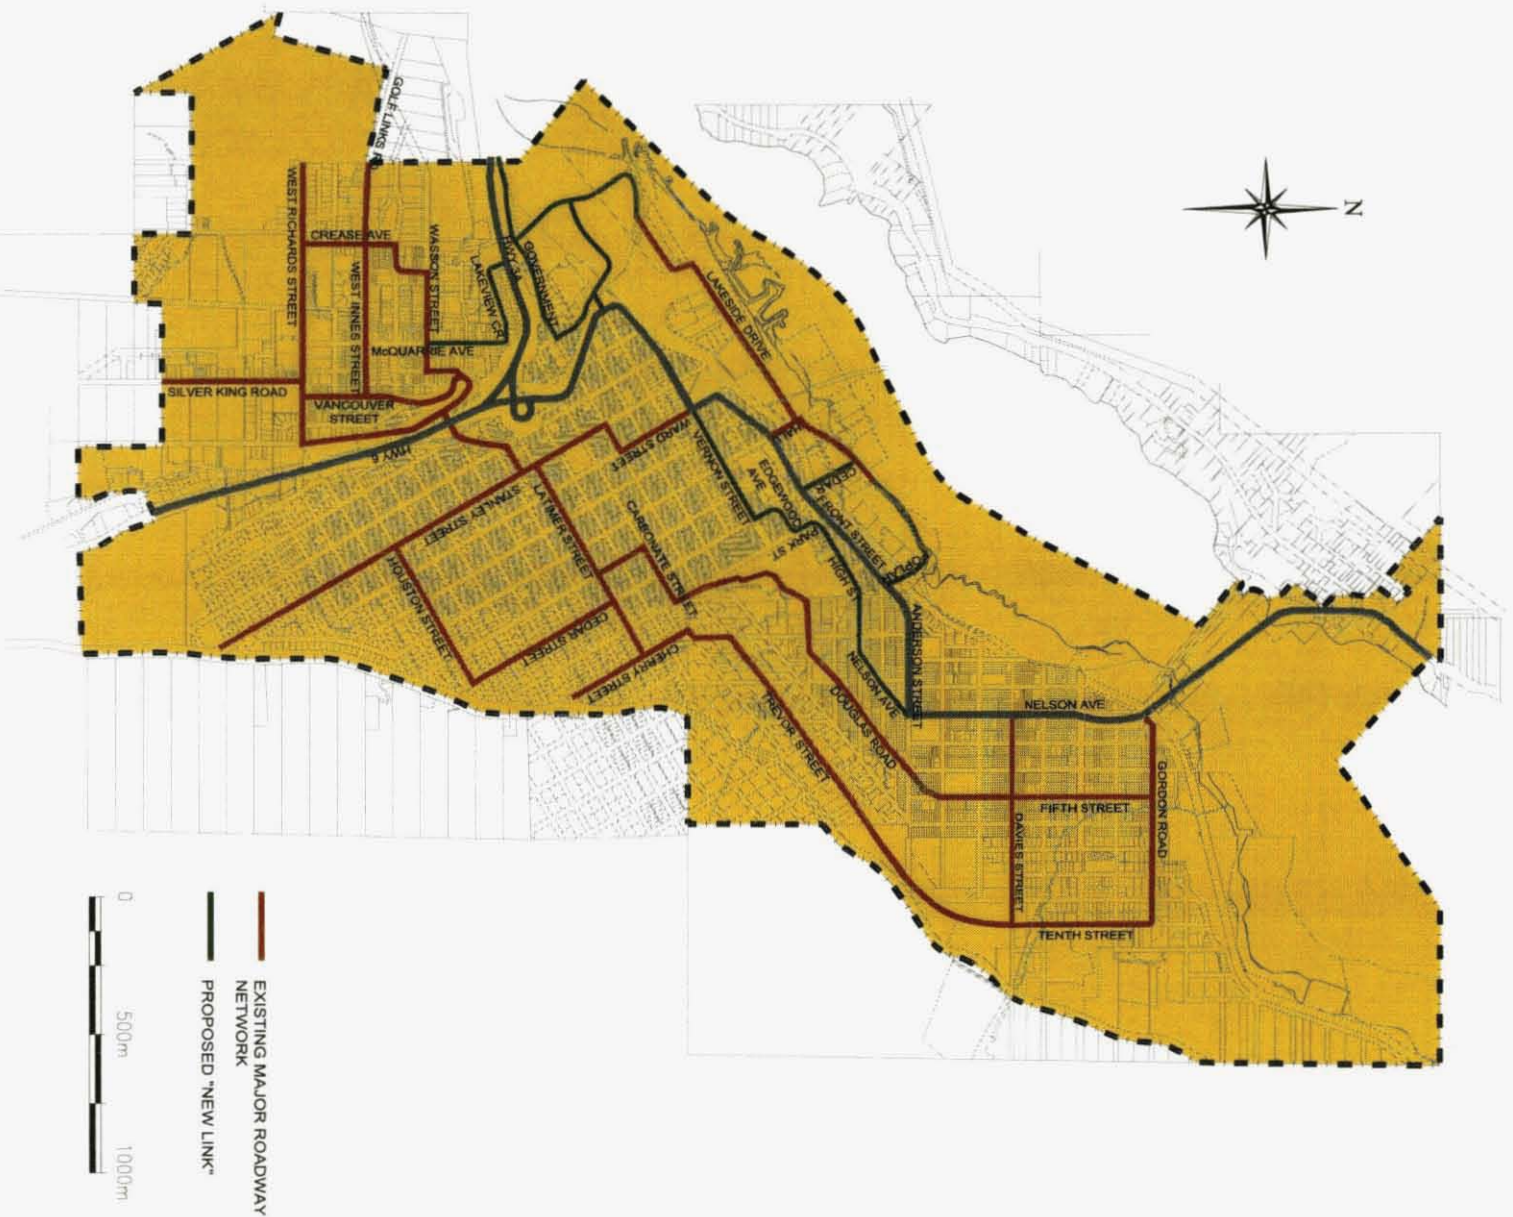 N
GOLF LINKS RD
WEST RICHARDS STREET
CREASE AVE
WEST INNES STREET
WASSON STREET
LAKEVIEW CR
HWY 3A
GOVERNMENT
McQUARRIE AVE
SILVER KING ROAD
VANCOUVER
STREET
HWY 6
LAKESIDE DRIVE
HALL
CEDAR
FRONT STREET
POPLAR
WARD STREET
VERNON STREET
EDGEWOOD
AVE
PARK ST
HIGH ST
STANLEY STREET
LATIMER STREET
CARBONATE STREET
HOUSTON STREET
CEDAR STREET
CHERRY STREET
ANDERSON STREET
NELSON AVE
NELSON AVE
DOUGLAS ROAD
TREVOR STREET
GORDON ROAD
FIFTH STREET
DAVIES STREET
TENTH STREET
EXISTING MAJOR ROADWAY
NETWORK
PROPOSED "NEW LINK"
0
500m
1000m